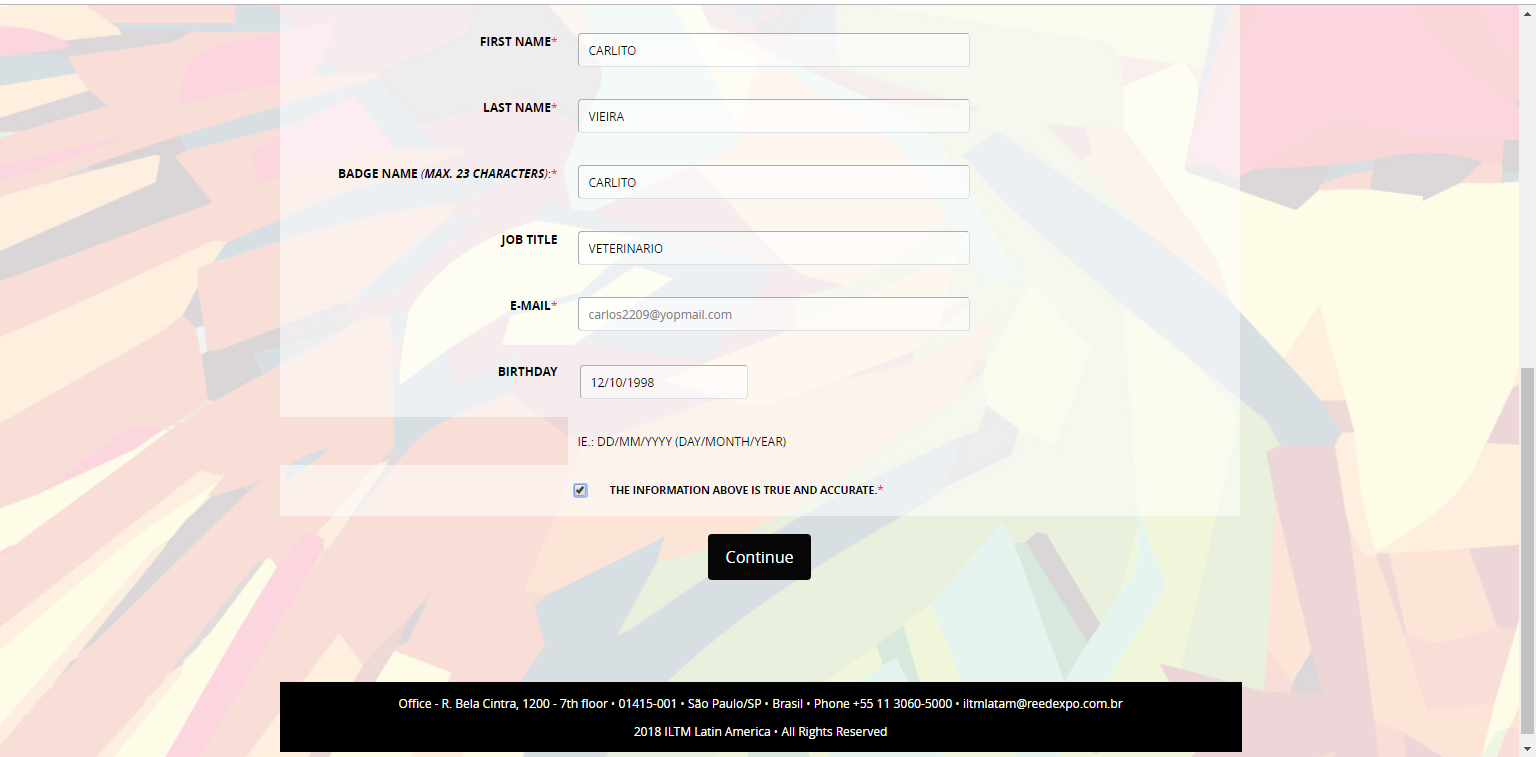 FIRST NAME* CARLITO
LAST NAME* VIEIRA
BADGE NAME (MAX. 23 CHARACTERS):* CARLITO
JOB TITLE VETERINARIO
E-MAIL* carlos2209@yopmail.com
BIRTHDAY 12/10/1998
IE.: DD/MM/YYYY (DAY/MONTH/YEAR)
THE INFORMATION ABOVE IS TRUE AND ACCURATE.*
Continue
Office - R. Bela Cintra, 1200 - 7th floor • 01415-001 • São Paulo/SP • Brasil • Phone +55 11 3060-5000 • iltmlatam@reedexpo.com.br
2018 ILTM Latin America • All Rights Reserved